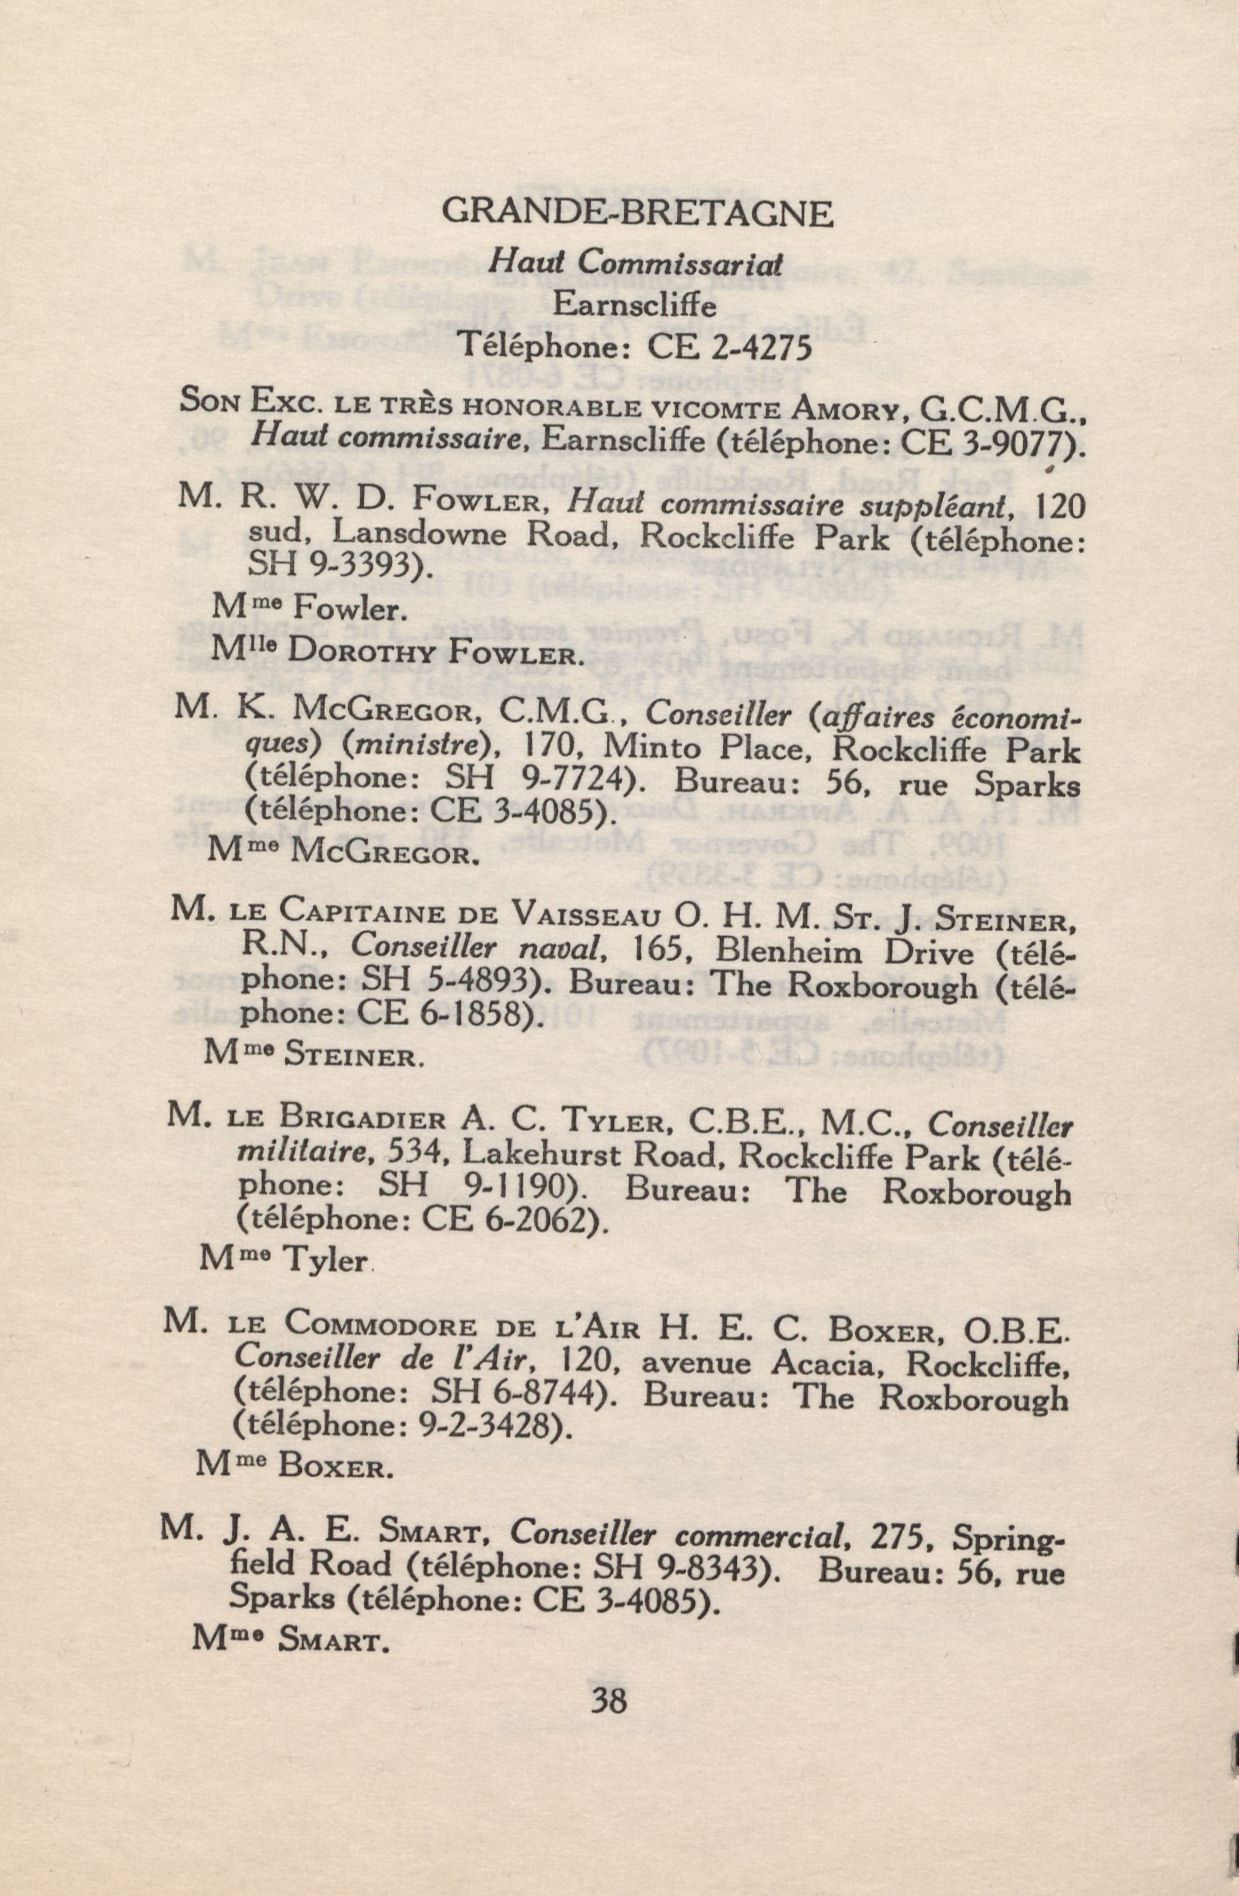 GRANDE-BRETAGNE
Haut Commissariat
Earnscliffe
Téléphone: CE 2-4275
SON EXC. LE TRÈS HONORABLE VICOMTE AMORY, G.C.M.G.,
Haut commissaire, Earnscliffe (téléphone: CE 3-9077).
M. R. W. D. FOWLER, Haut commissaire suppléant, 120
sud, Lansdowne Road, Rockcliffe Park (téléphone:
SH 9-3393).
Mme Fowler.
Mlle DOROTHY FOWLER.
M. K. MCGREGOR, C.M.G., Conseiller (affaires économi-
ques) (ministre), 170, Minto Place, Rockcliffe Park
(téléphone: SH 9-7724). Bureau: 56, rue Sparks
(téléphone: CE 3-4085).
Mme MCGREGOR.
M. LE CAPITAINE DE VAISSEAU O. H. M. ST. J. STEINER,
R.N., Conseiller naval, 165, Blenheim Drive (télé-
phone: SH 5-4893). Bureau: The Roxborough (télé-
phone: CE 6-1858).
Mme STEINER.
M. LE BRIGADIER A. C. TYLER, C.B.E., M.C., Conseiller
militaire, 534, Lakehurst Road, Rockcliffe Park (télé-
phone: SH 9-1190). Bureau: The Roxborough
(téléphone: CE 6-2062).
Mme Tyler.
M. LE COMMODORE DE L'AIR H. E. C. BOXER, O.B.E.
Conseiller de l'Air, 120, avenue Acacia, Rockcliffe,
(téléphone: SH 6-8744). Bureau: The Roxborough
(téléphone: 9-2-3428).
Mme BOXER.
M. J. A. E. SMART, Conseiller commercial, 275, Spring-
field Road (téléphone: SH 9-8343). Bureau: 56, rue
Sparks (téléphone: CE 3-4085).
Mme SMART.
38